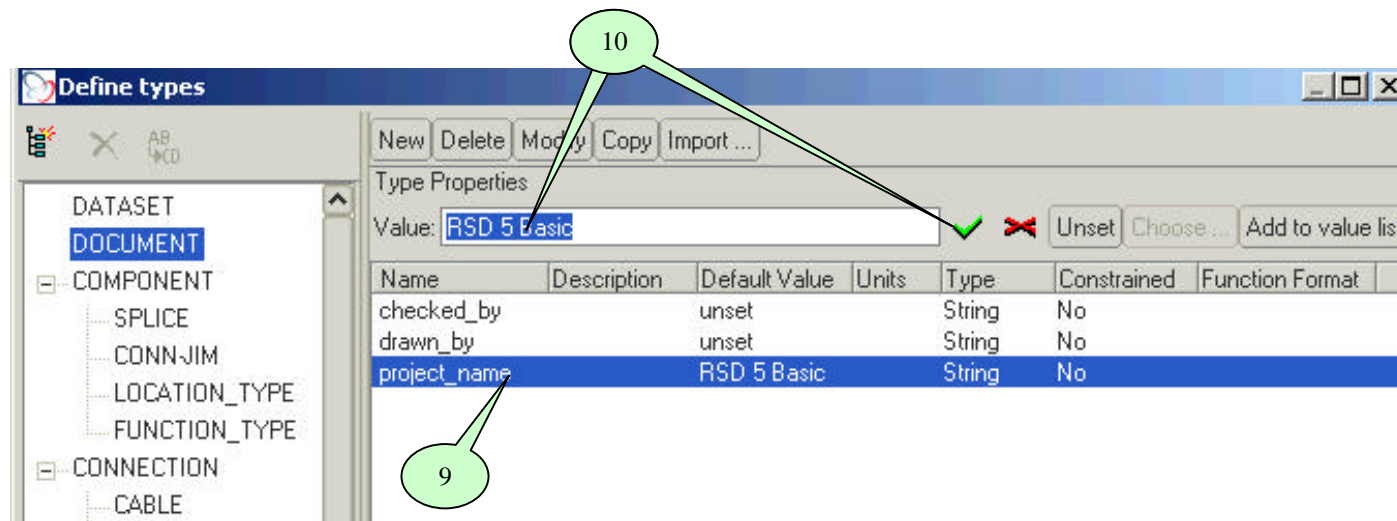 10
Define types
AB
CD
New Delete Modify Copy Import ...
Type Properties
Value: RSD 5 Basic Unset Choose ... Add to value lis
DATASET
DOCUMENT
COMPONENT
SPLICE
CONN-JIM
LOCATION_TYPE
FUNCTION_TYPE
CONNECTION
CABLE
Name Description Default Value Units Type Constrained Function Format
checked_by unset String No
drawn_by unset String No
project_name RSD 5 Basic String No
9